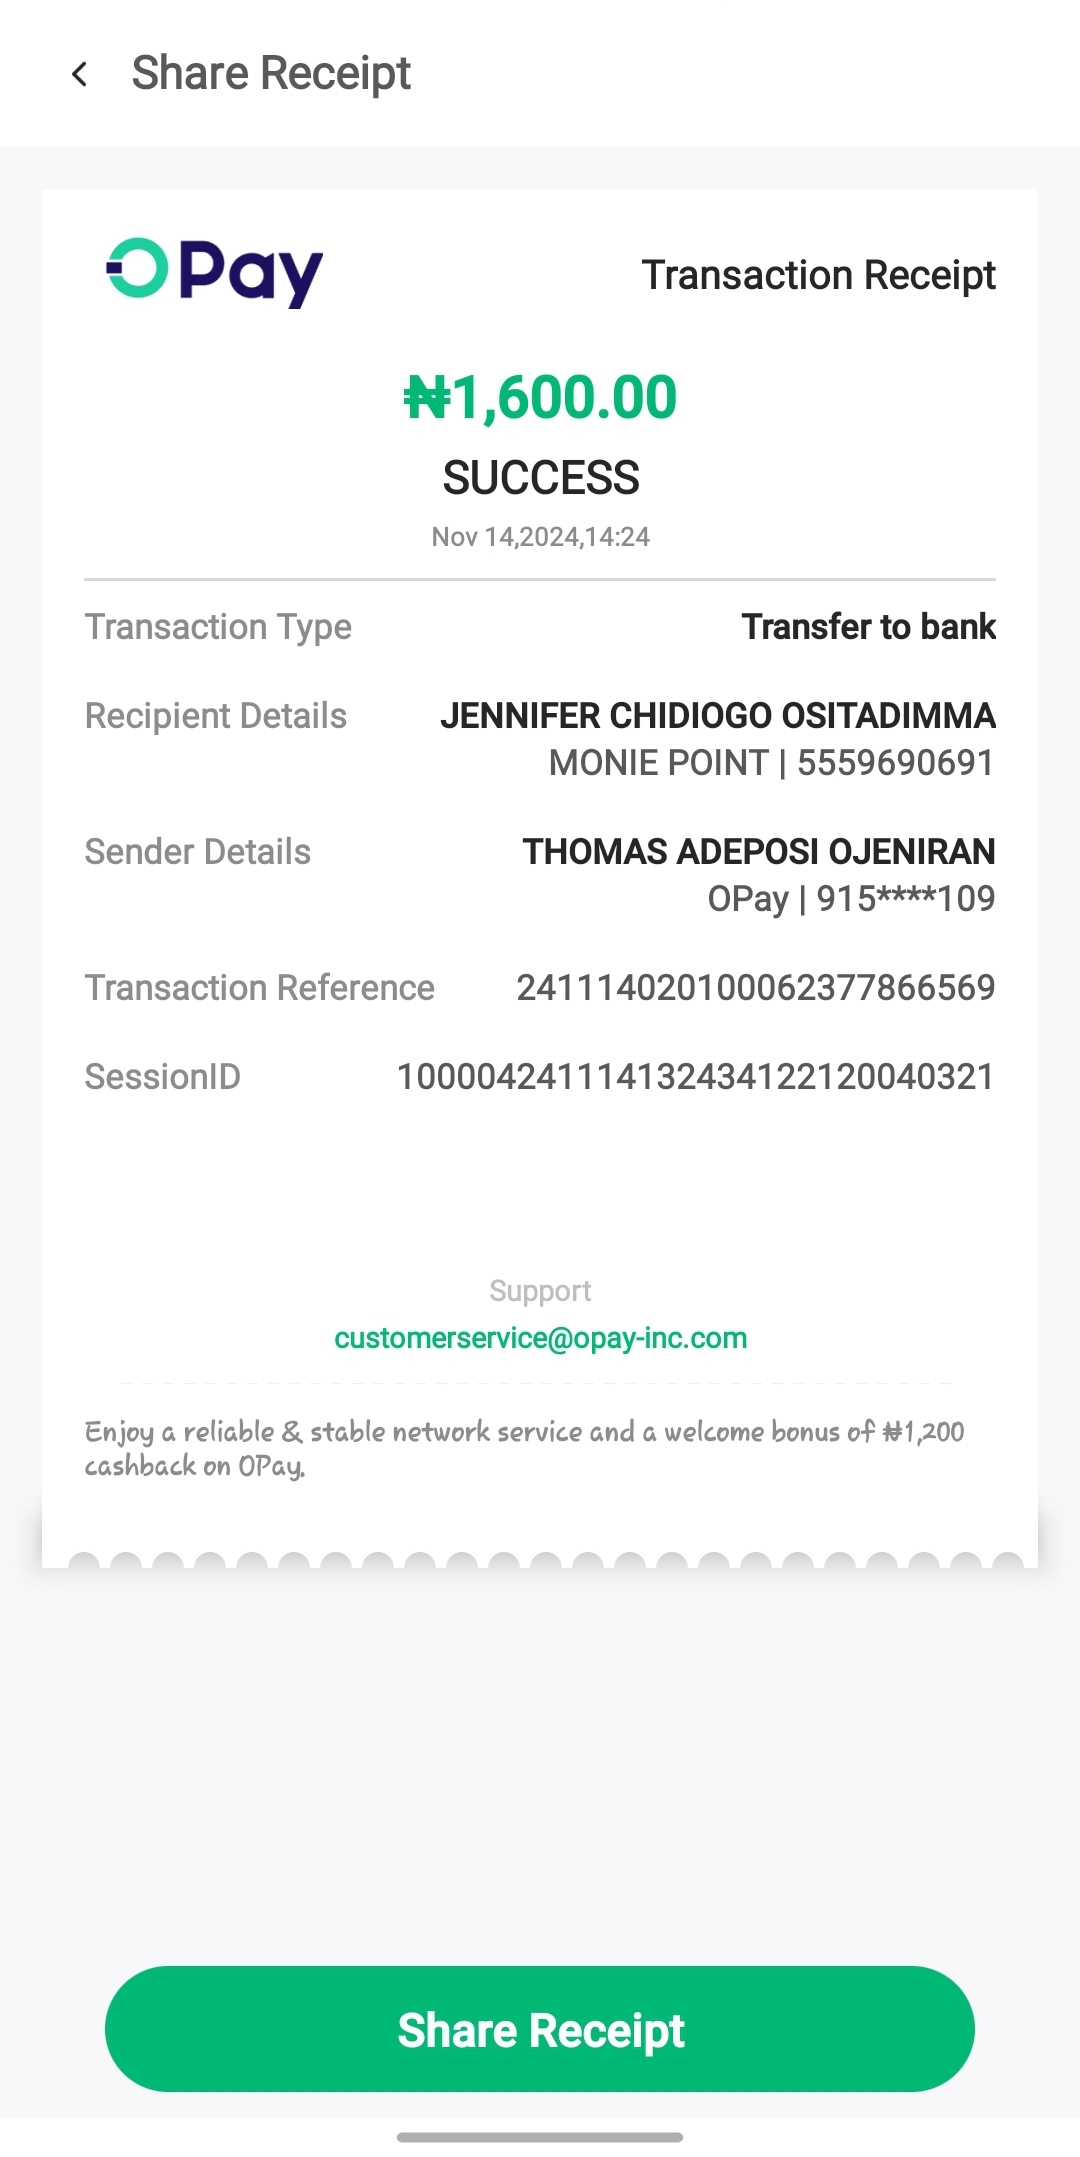 Share Receipt
OPay
Transaction Receipt
₦1,600.00
SUCCESS
Nov 14,2024,14:24
Transaction Type Transfer to bank
Recipient Details JENNIFER CHIDIOGO OSITADIMMA
MONIE POINT | 5559690691
Sender Details THOMAS ADEPOSI OJENIRAN
OPay | 915****109
Transaction Reference 241114020100062377866569
SessionID 100004241114132434122120040321
Support
customerservice@opay-inc.com
Enjoy a reliable & stable network service and a welcome bonus of ₦1,200
cashback on OPay.
Share Receipt